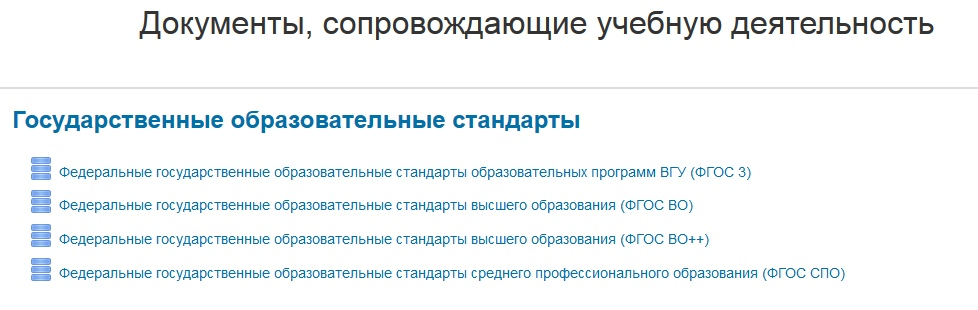 Документы, сопровождающие учебную деятельность
Государственные образовательные стандарты
Федеральные государственные образовательные стандарты образовательных программ ВГУ (ФГОС 3)
Федеральные государственные образовательные стандарты высшего образования (ФГОС ВО)
Федеральные государственные образовательные стандарты высшего образования (ФГОС ВО++)
Федеральные государственные образовательные стандарты среднего профессионального образования (ФГОС СПО)